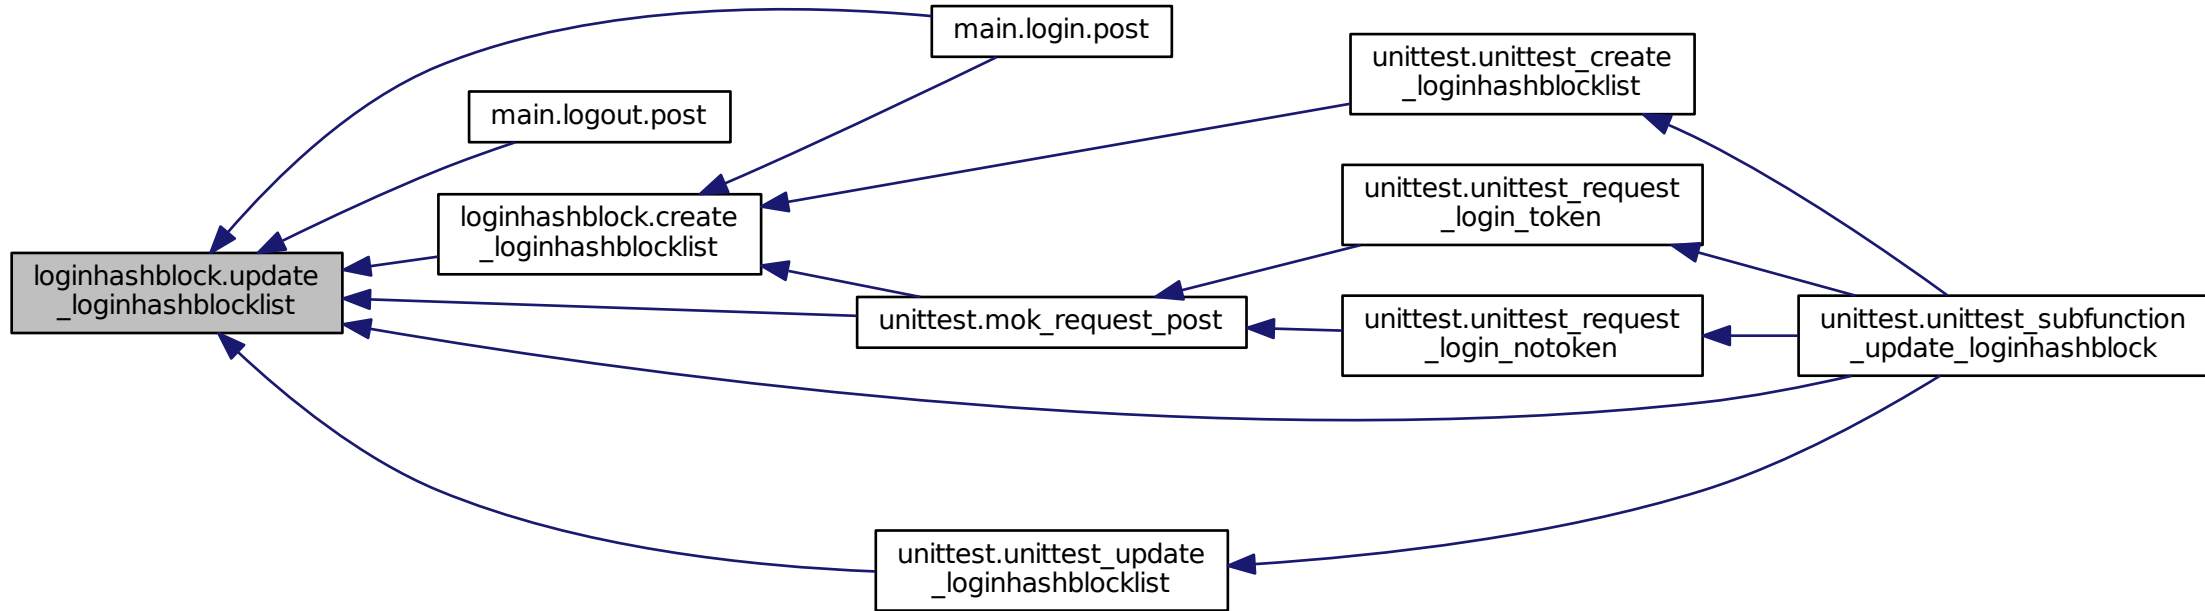 main.login.post
unittest.unittest_create
_loginhashblocklist
main.logout.post
unittest.unittest_request
_login_token
loginhashblock.create
_loginhashblocklist
loginhashblock.update
_loginhashblocklist
unittest.mok_request_post
unittest.unittest_request
_login_notoken
unittest.unittest_subfunction
_update_loginhashblock
unittest.unittest_update
_loginhashblocklist